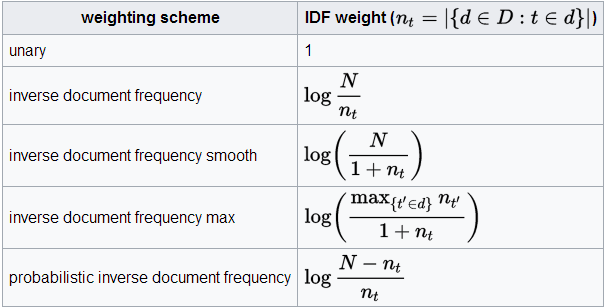 weighting scheme IDF weight (n_t = |{d ∈ D : t ∈ d}|)
unary 1
inverse document frequency log N/n_t
inverse document frequency smooth log(N/(1 + n_t))
inverse document frequency max log(max_{t′∈d} n_t′/(1 + n_t))
probabilistic inverse document frequency log (N − n_t)/n_t